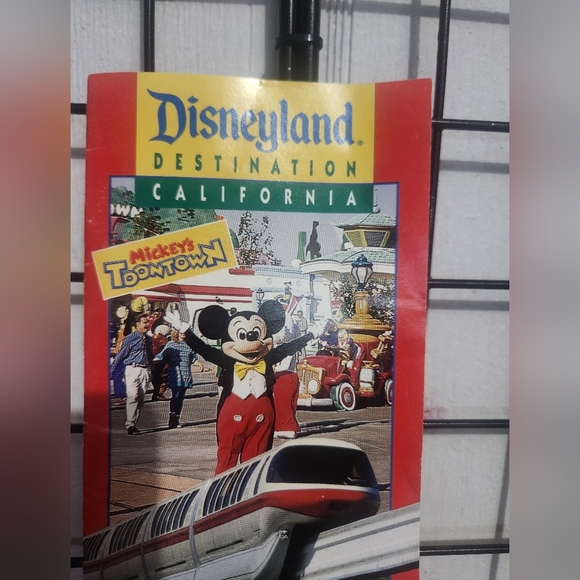 Disneyland®
DESTINATION
CALIFORNIA
MICKEY'S
TOONTOWN